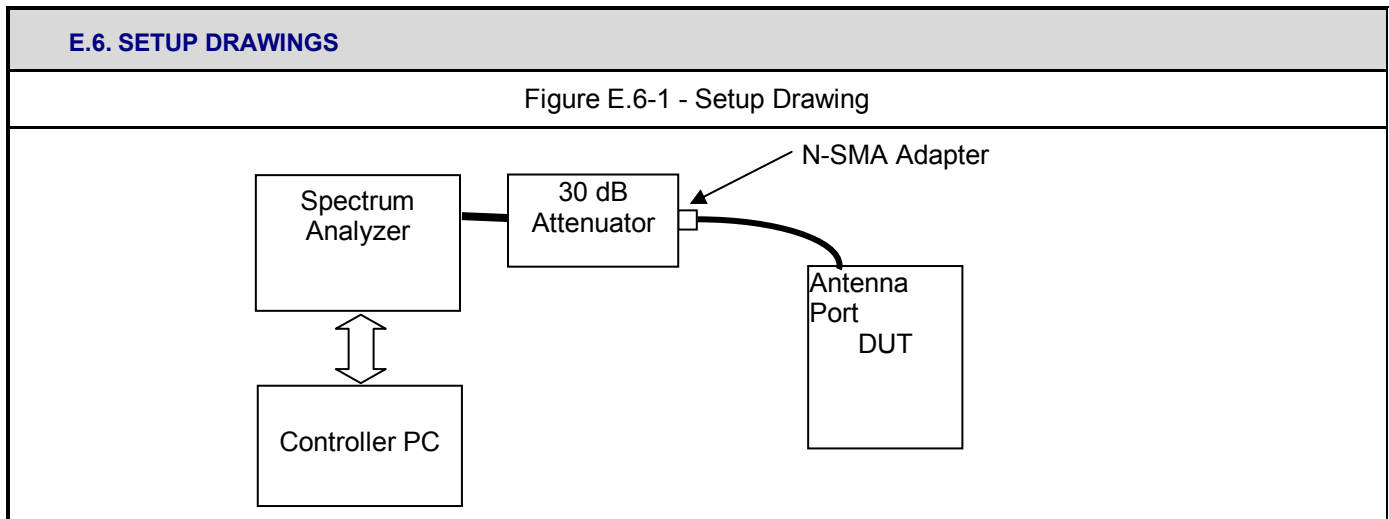 E.6. SETUP DRAWINGS
Figure E.6-1 - Setup Drawing
N-SMA Adapter
Spectrum
Analyzer
30 dB
Attenuator
Antenna
Port
DUT
Controller PC